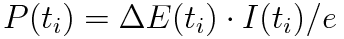 P(t_i) = ΔE(t_i) · I(t_i)/e